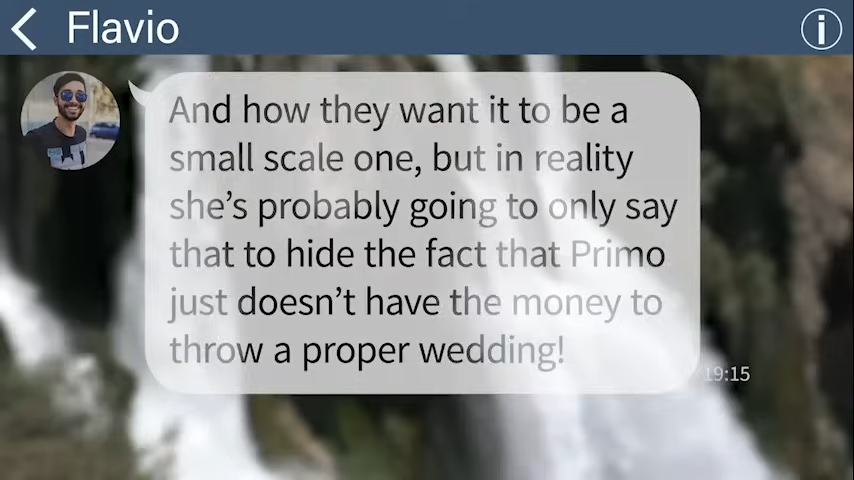 Flavio
And how they want it to be a
small scale one, but in reality
she’s probably going to only say
that to hide the fact that Primo
just doesn’t have the money to
throw a proper wedding!
19:15